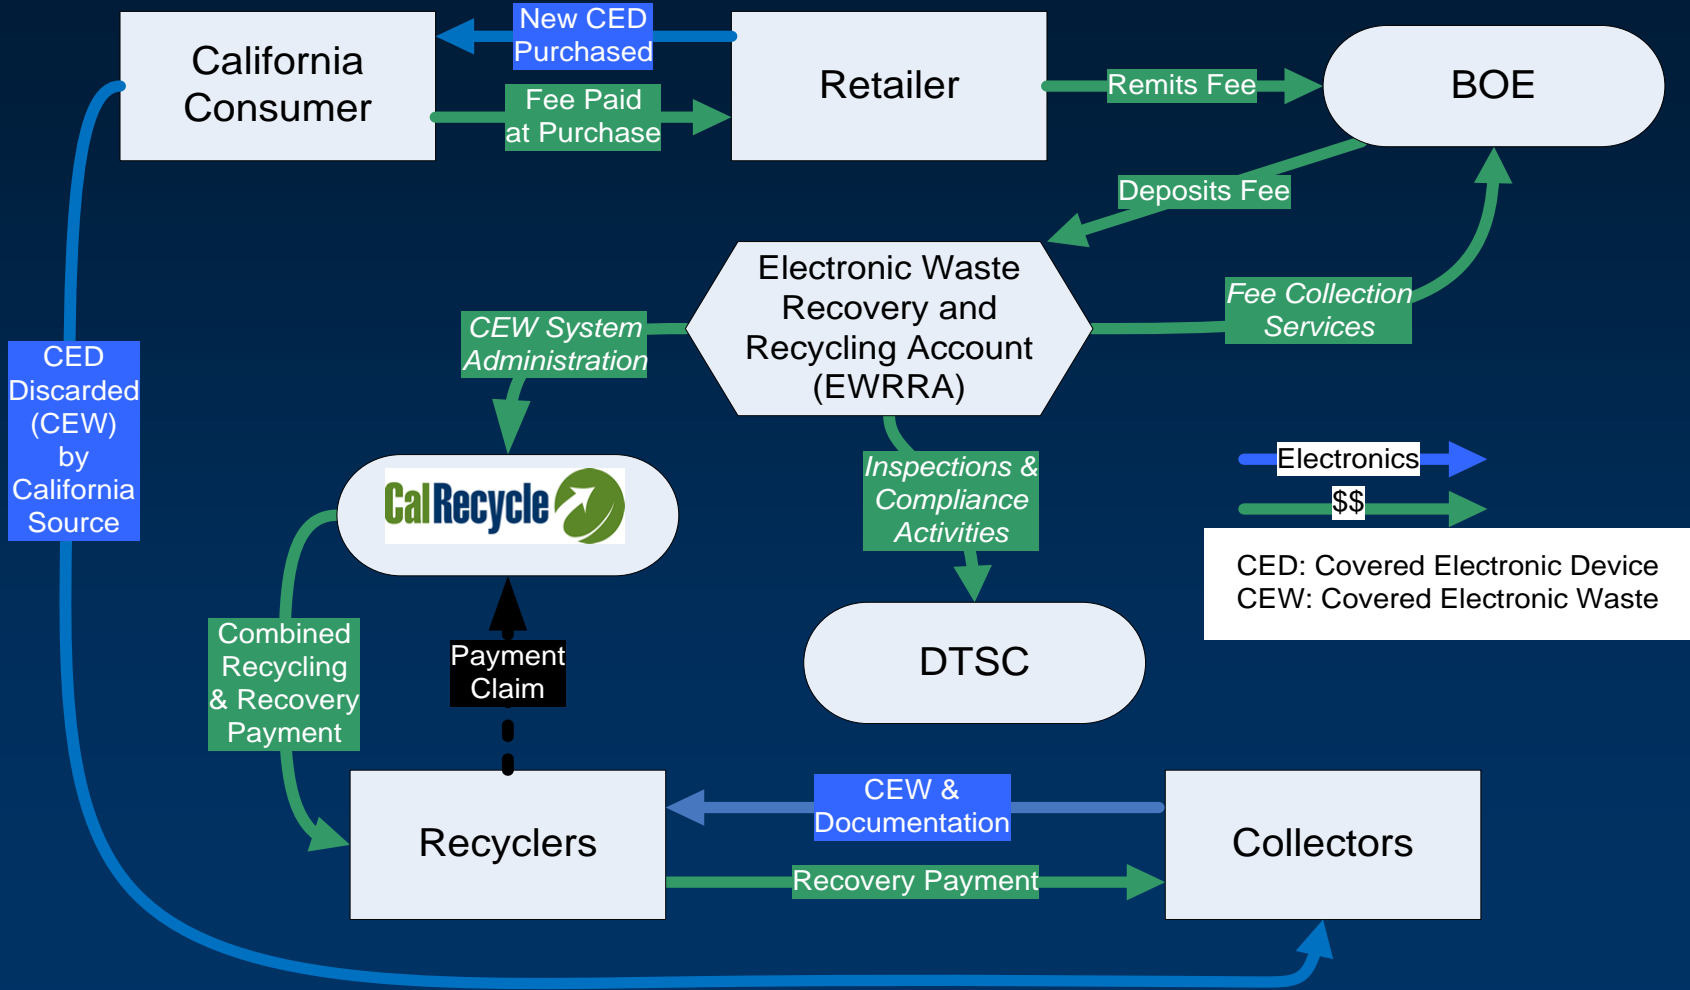 New CED
Purchased
California
Consumer
Retailer
Remits Fee
BOE
Fee Paid
at Purchase
Deposits Fee
Electronic Waste
Recovery and
Recycling Account
(EWRRA)
Fee Collection
Services
CEW System
Administration
CED
Discarded
(CEW)
by
California
Source
Inspections &
Compliance
Activities
Electronics
$$
CED: Covered Electronic Device
CEW: Covered Electronic Waste
CalRecycle
Combined
Recycling
& Recovery
Payment
Payment
Claim
DTSC
CEW &
Documentation
Recyclers
Collectors
Recovery Payment